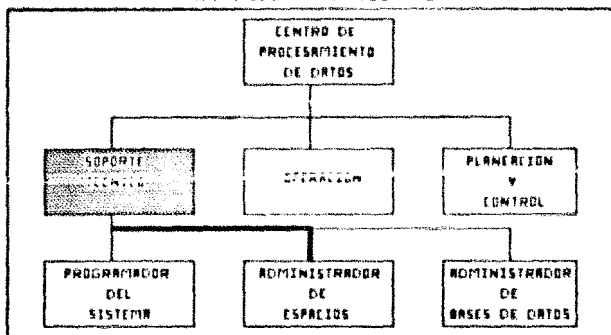 CENTRO DE
PROCESAMIENTO
DE DATOS
SOPORTE
TECNICO
OPERACION
PLANEACION
Y
CONTROL
PROGRAMADOR
DEL
SISTEMA
ADMINISTRADOR
DE
ESPACIOS
ADMINISTRADOR
DE
BASES DE DATOS